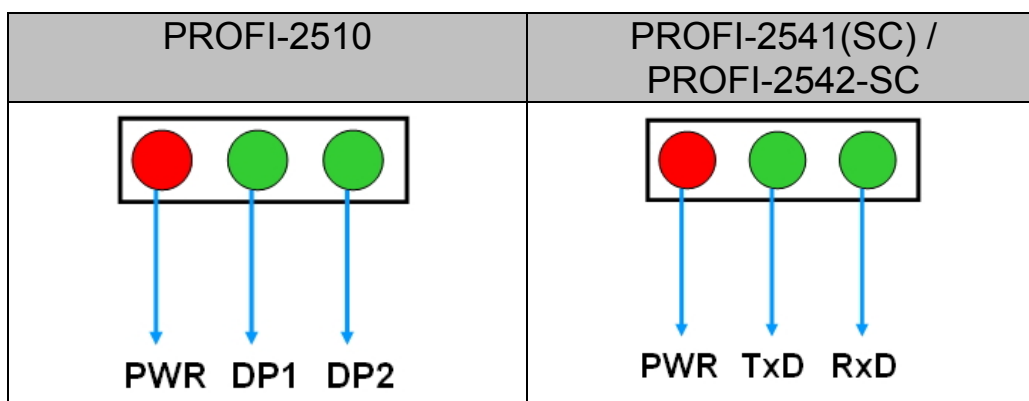 PROFI-2510
PROFI-2541(SC) /
PROFI-2542-SC
PWR DP1 DP2
PWR TxD RxD